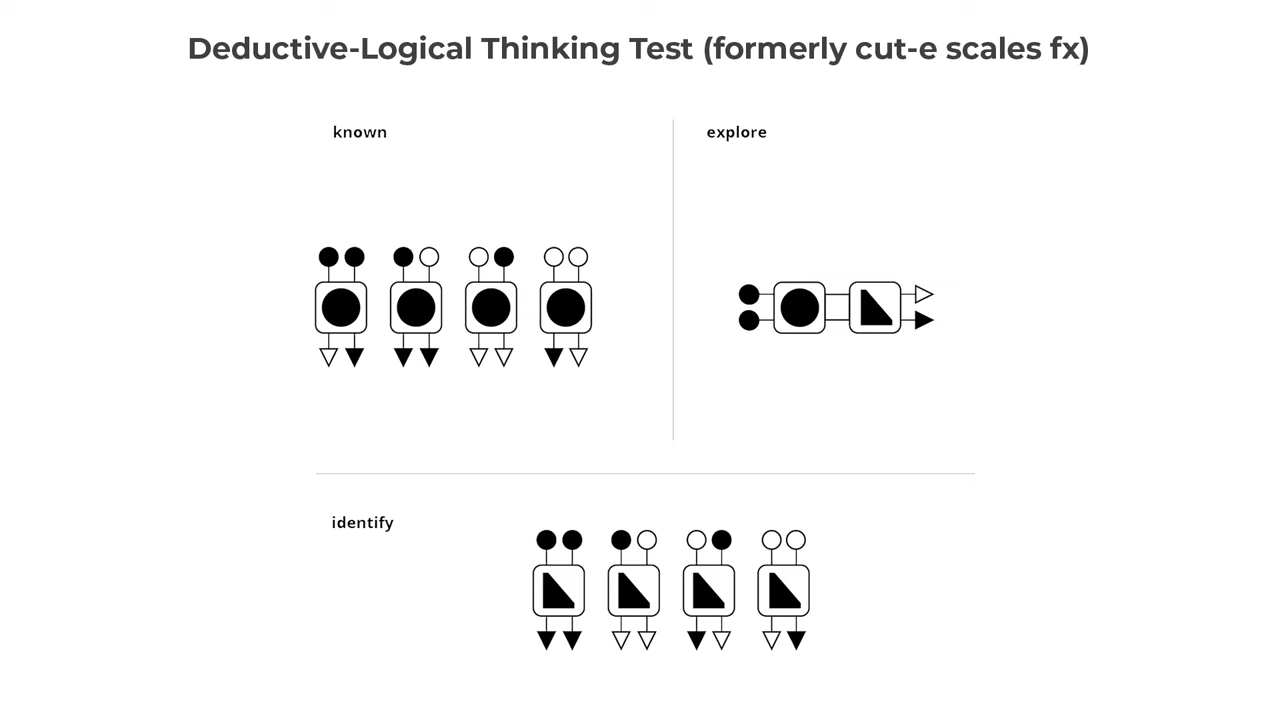 Deductive-Logical Thinking Test (formerly cut-e scales fx)
known
explore
identify